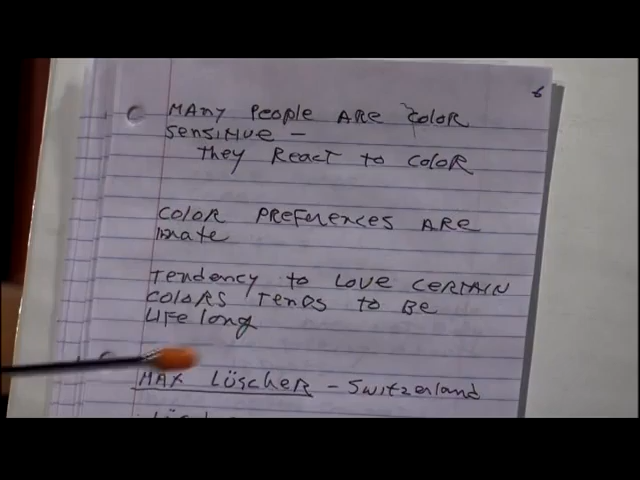 6
MANY PEOPLE ARE COLOR
SENSITIVE –
THEY REACT TO COLOR
COLOR PREFERENCES ARE
INATE
TENDENCY TO LOVE CERTAIN
COLORS TENDS TO BE
LIFE LONG
MAX LÜSCHER – SWITZERLAND